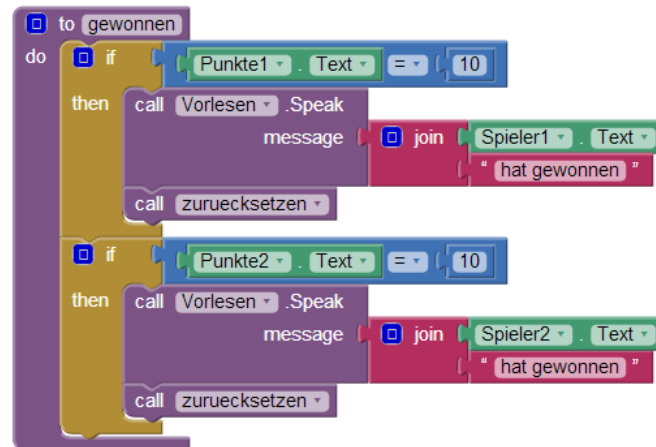 to gewonnen
do if Punkte1 . Text = 10
then call Vorlesen .Speak
message join Spieler1 . Text
“ hat gewonnen ”
call zuruecksetzen
if Punkte2 . Text = 10
then call Vorlesen .Speak
message join Spieler2 . Text
“ hat gewonnen ”
call zuruecksetzen